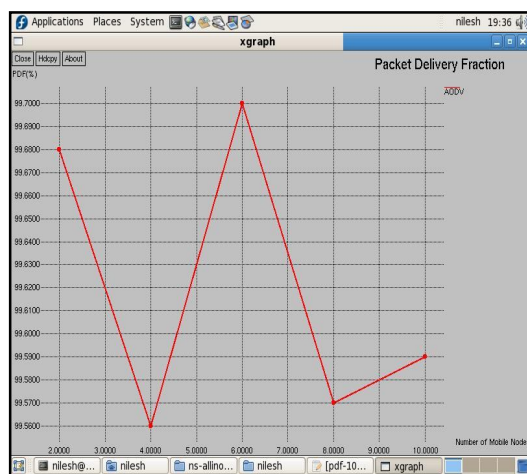 Applications Places System nilesh 19:36
xgraph
Close Hdcpy About
Packet Delivery Fraction
PDF(%)
AODV
99.7000
99.6900
99.6800
99.6700
99.6600
99.6500
99.6400
99.6300
99.6200
99.6100
99.6000
99.5900
99.5800
99.5700
99.5600
2.0000 3.0000 4.0000 5.0000 6.0000 7.0000 8.0000 9.0000 10.0000
Number of Mobile Node
nilesh@... nilesh ns-allino... nilesh [pdf-10... xgraph